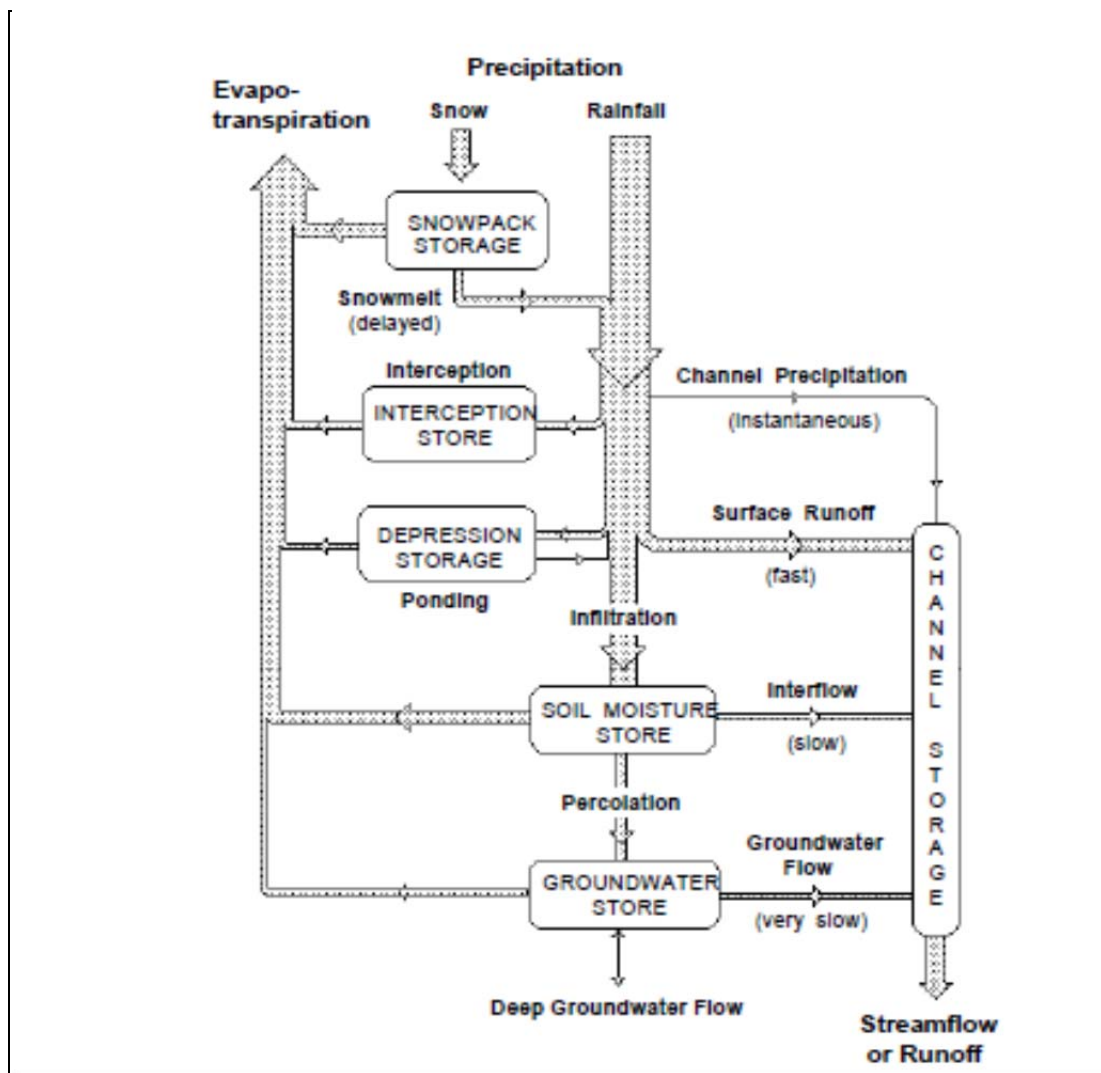 Precipitation
Evapo-
transpiration
Snow
Rainfall
SNOWPACK
STORAGE
Snowmelt
(delayed)
Interception
INTERCEPTION
STORE
Channel Precipitation
(instantaneous)
DEPRESSION
STORAGE
Ponding
Surface Runoff
(fast)
Infiltration
SOIL MOISTURE
STORE
Interflow
(slow)
Percolation
Groundwater
Flow
(very slow)
GROUNDWATER
STORE
Deep Groundwater Flow
CHANNEL STORAGE
Streamflow
or Runoff